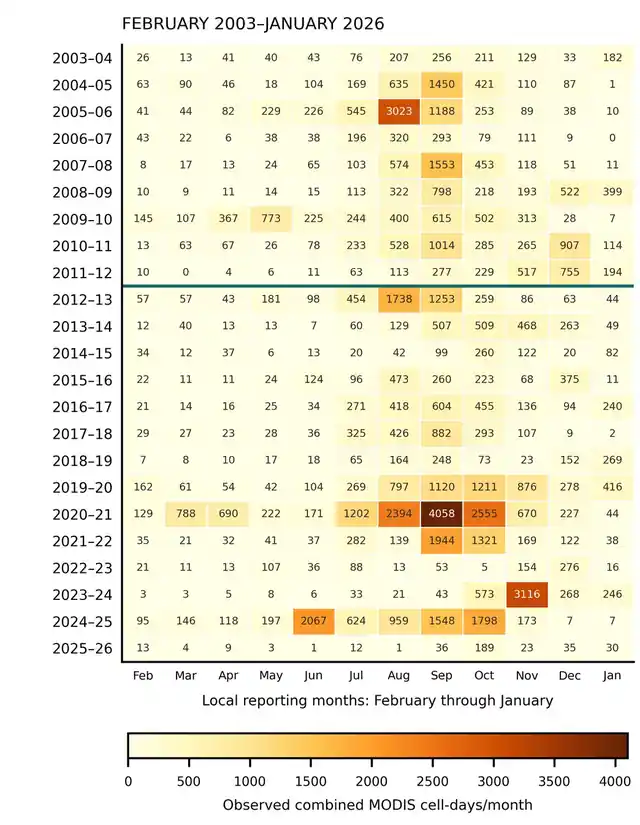 FEBRUARY 2003–JANUARY 2026
2003–04 26 13 41 40 43 76 207 256 211 129 33 182
2004–05 63 90 46 18 104 169 635 1450 421 110 87 1
2005–06 41 44 82 229 226 545 3023 1188 253 89 38 10
2006–07 43 22 6 38 38 196 320 293 79 111 9 0
2007–08 8 17 13 24 65 103 574 1553 453 118 51 11
2008–09 10 9 11 14 15 113 322 798 218 193 522 399
2009–10 145 107 367 773 225 244 400 615 502 313 28 7
2010–11 13 63 67 26 78 233 528 1014 285 265 907 114
2011–12 10 0 4 6 11 63 113 277 229 517 755 194
2012–13 57 57 43 181 98 454 1738 1253 259 86 63 44
2013–14 12 40 13 13 7 60 129 507 509 468 263 49
2014–15 34 12 37 6 13 20 42 99 260 122 20 82
2015–16 22 11 11 24 124 96 473 260 223 68 375 11
2016–17 21 14 16 25 34 271 418 604 455 136 94 240
2017–18 29 27 23 28 36 325 426 882 293 107 9 2
2018–19 7 8 10 17 18 65 164 248 73 23 152 269
2019–20 162 61 54 42 104 269 797 1120 1211 876 278 416
2020–21 129 788 690 222 171 1202 2394 4058 2555 670 227 44
2021–22 35 21 32 41 37 282 139 1944 1321 169 122 38
2022–23 21 11 13 107 36 88 13 53 5 154 276 16
2023–24 3 3 5 8 6 33 21 43 573 3116 268 246
2024–25 95 146 118 197 2067 624 959 1548 1798 173 7 7
2025–26 13 4 9 3 1 12 1 36 189 23 35 30
Feb Mar Apr May Jun Jul Aug Sep Oct Nov Dec Jan
Local reporting months: February through January
0 500 1000 1500 2000 2500 3000 3500 4000
Observed combined MODIS cell-days/month